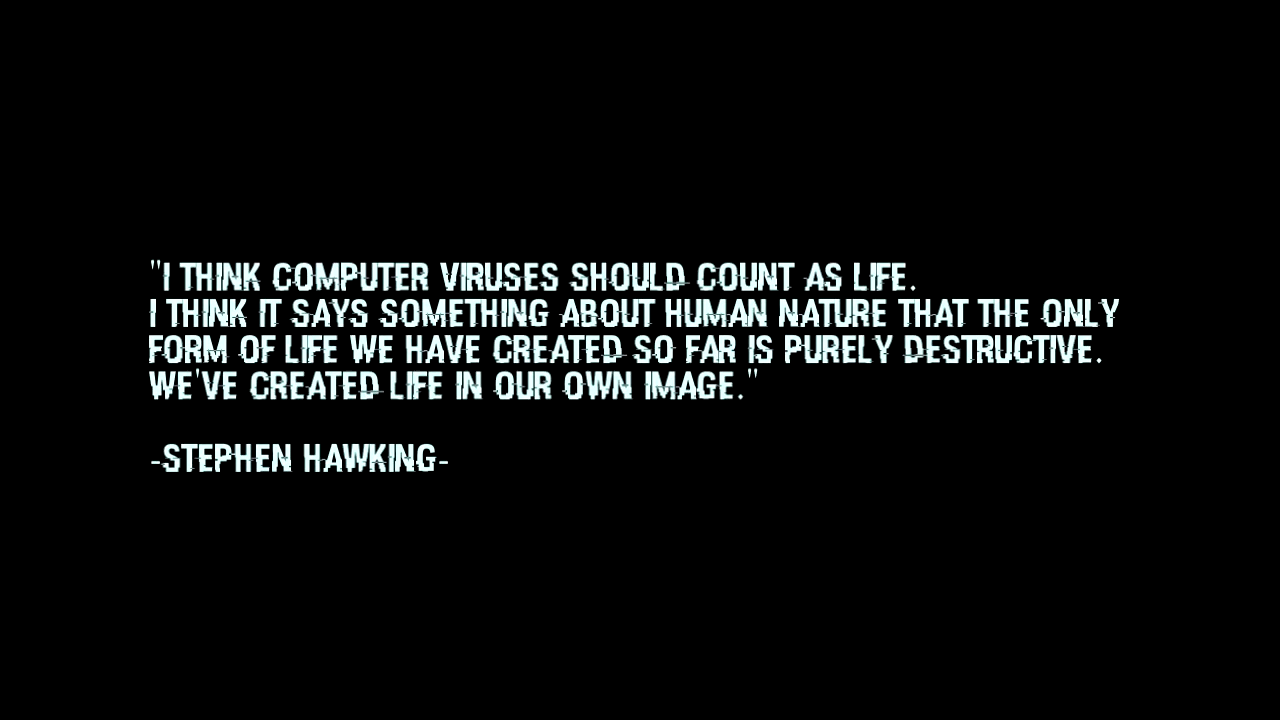 "I THINK COMPUTER VIRUSES SHOULD COUNT AS LIFE.
I THINK IT SAYS SOMETHING ABOUT HUMAN NATURE THAT THE ONLY
FORM OF LIFE WE HAVE CREATED SO FAR IS PURELY DESTRUCTIVE.
WE'VE CREATED LIFE IN OUR OWN IMAGE."
-STEPHEN HAWKING-